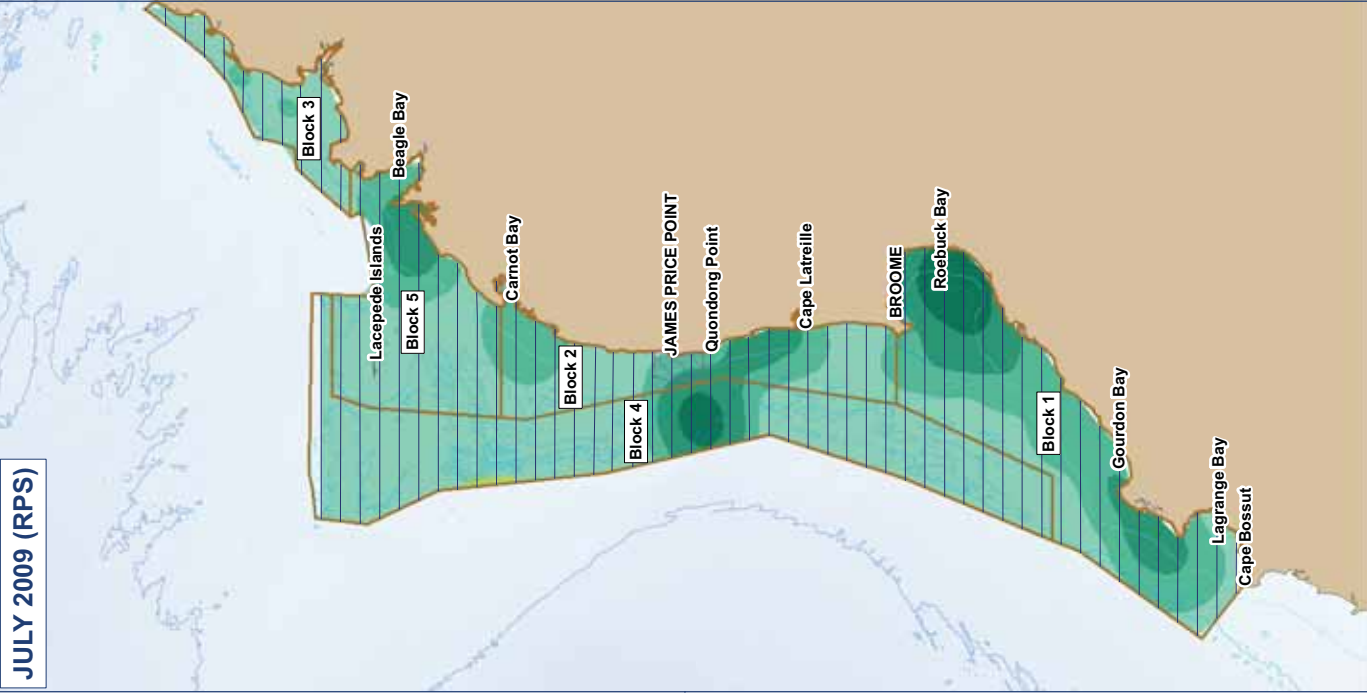 JULY 2009 (RPS)
Block 3
Beagle Bay
Lacepede Islands
Block 5
Carnot Bay
Block 2
JAMES PRICE POINT
Quondong Point
Block 4
Cape Latreille
BROOME
Roebuck Bay
Block 1
Gourdon Bay
Lagrange Bay
Cape Bossut